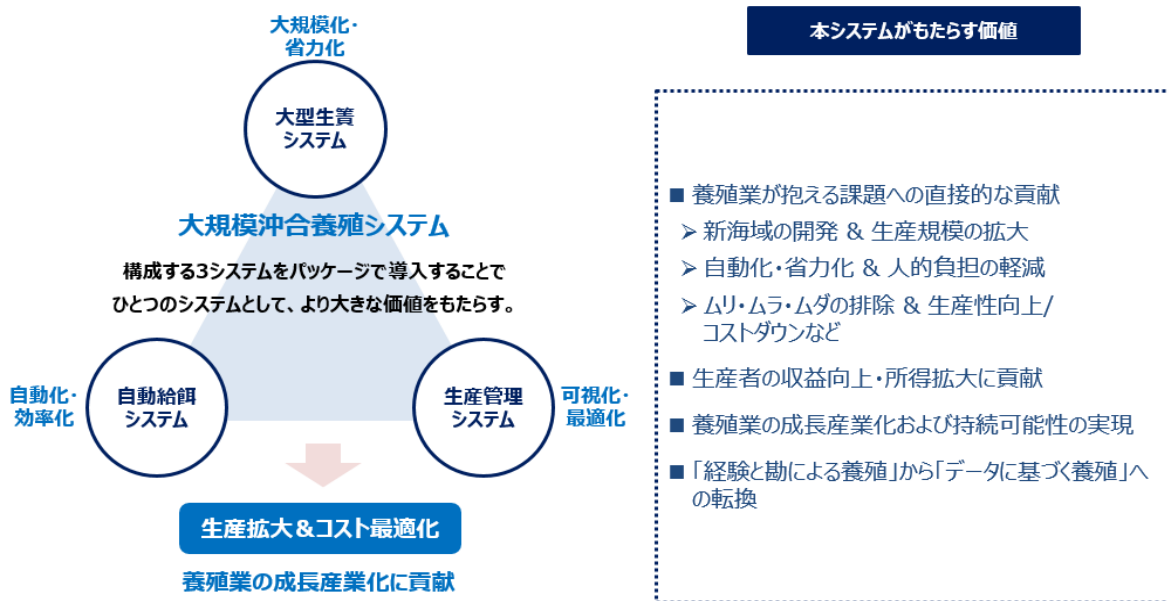 大規模化・
省力化
大型生簀
システム
大規模沖合養殖システム
構成する3システムをパッケージで導入することで
ひとつのシステムとして、より大きな価値をもたらす。
自動化・
効率化
自動給餌
システム
生産管理
システム
可視化・
最適化
生産拡大&コスト最適化
養殖業の成長産業化に貢献
本システムがもたらす価値
■ 養殖業が抱える課題への直接的な貢献
➢ 新海域の開発 & 生産規模の拡大
➢ 自動化・省力化 & 人的負担の軽減
➢ ムリ・ムラ・ムダの排除 & 生産性向上/
コストダウンなど
■ 生産者の収益向上・所得拡大に貢献
■ 養殖業の成長産業化および持続可能性の実現
■ 「経験と勘による養殖」から「データに基づく養殖」へ
の転換